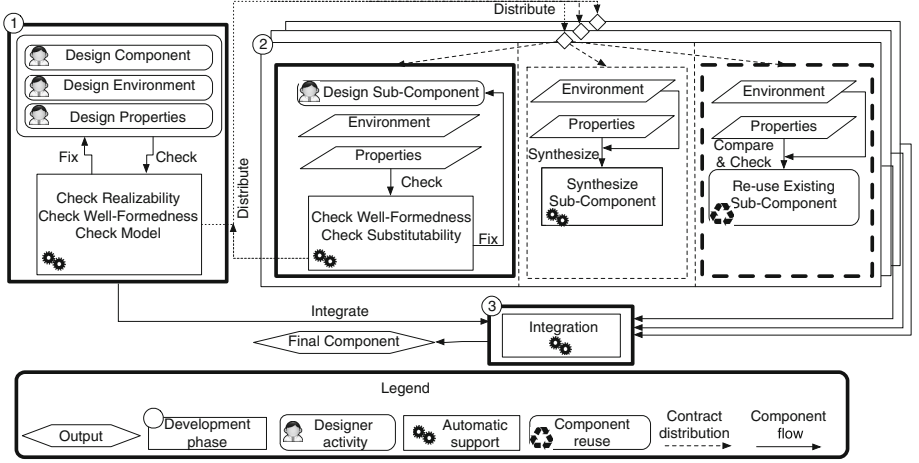 Distribute
1
2
Design Component
Design Environment
Design Properties
Fix
Check
Check Realizability
Check Well-Formedness
Check Model
Distribute
Design Sub-Component
Environment
Properties
Check
Check Well-Formedness
Check Substitutability
Fix
Environment
Properties
Synthesize
Synthesize
Sub-Component
Environment
Properties
Compare
& Check
Re-use Existing
Sub-Component
Integrate
3
Integration
Final Component
Legend
Output
Development
phase
Designer
activity
Automatic
support
Component
reuse
Contract
distribution
Component
flow